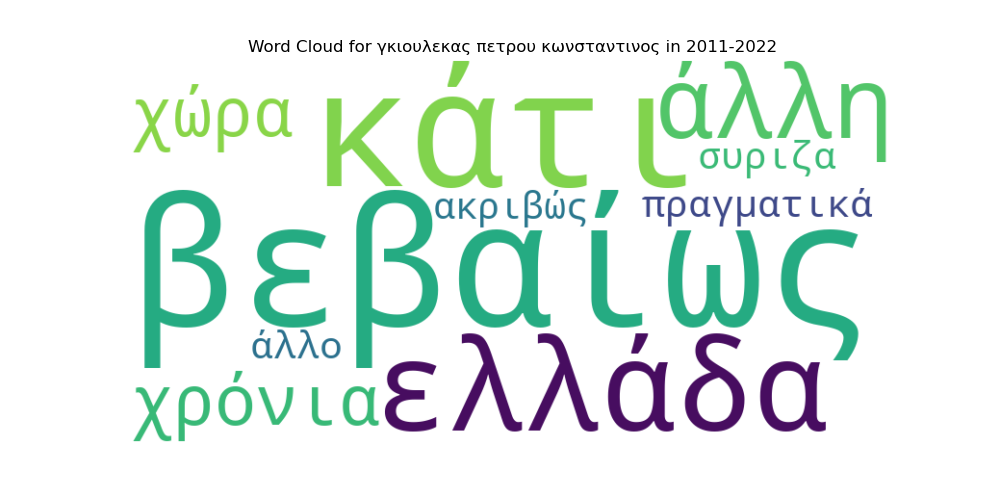 Word Cloud for γκιουλεκας πετρου κωνσταντινος in 2011-2022
χώρα
κάτι
άλλη
συριζα
ακριβώς
πραγματικά
βεβαίως
άλλο
χρόνια
ελλάδα